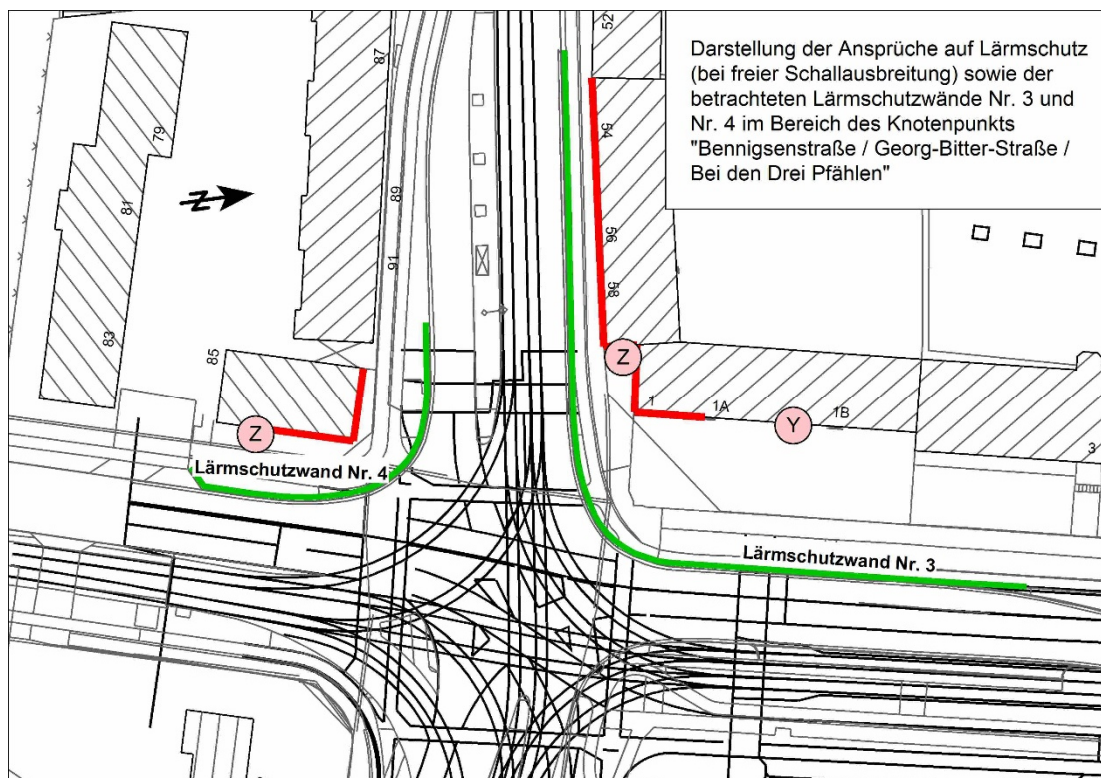 Darstellung der Ansprüche auf Lärmschutz
(bei freier Schallausbreitung) sowie der
betrachteten Lärmschutzwände Nr. 3 und
Nr. 4 im Bereich des Knotenpunkts
"Bennigsenstraße / Georg-Bitter-Straße /
Bei den Drei Pfählen"
52
87
79
54
81
89
56
91
58
83
85
Z
Z
1
1A
1B
Y
Z
3
Lärmschutzwand Nr. 4
Lärmschutzwand Nr. 3